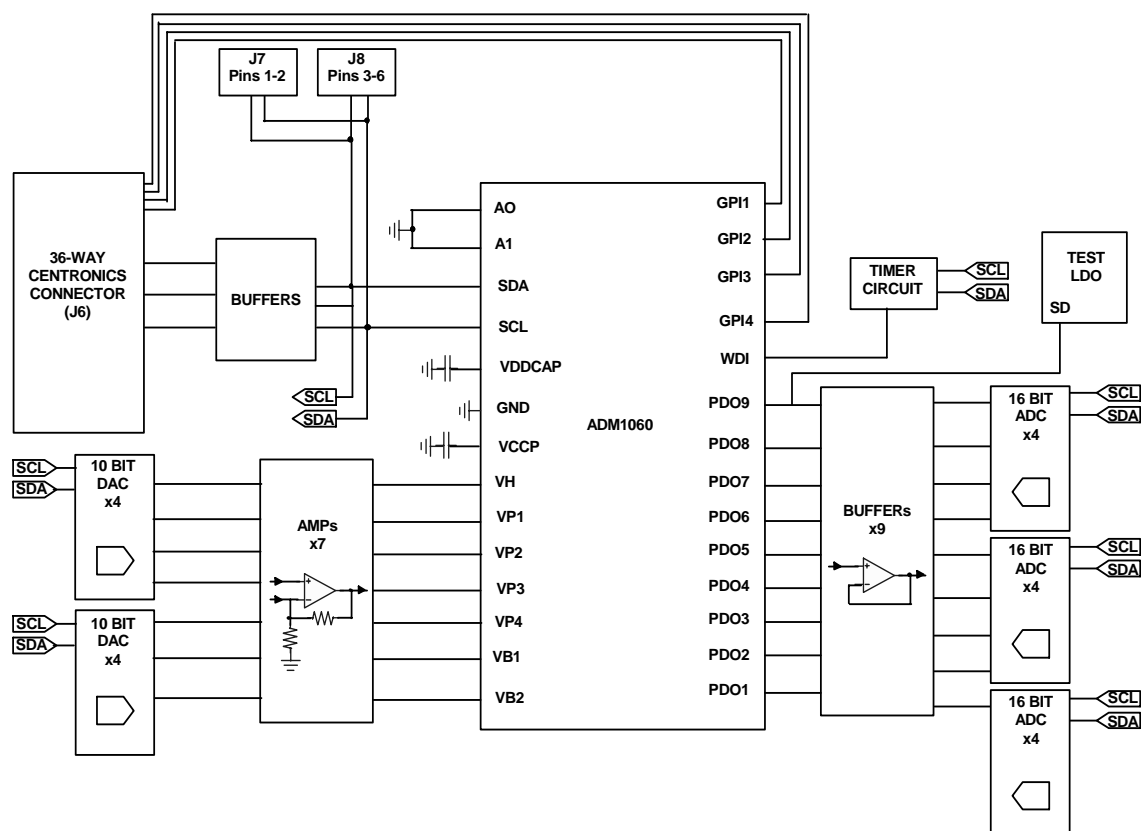 J7
Pins 1-2
J8
Pins 3-6
36-WAY
CENTRONICS
CONNECTOR
(J6)
BUFFERS
SCL
SDA
AO
A1
SDA
SCL
VDDCAP
GND
VCCP
VH
VP1
VP2
VP3
VP4
VB1
VB2
ADM1060
GPI1
GPI2
GPI3
GPI4
WDI
PDO9
PDO8
PDO7
PDO6
PDO5
PDO4
PDO3
PDO2
PDO1
TIMER
CIRCUIT
SCL
SDA
TEST
LDO
SD
SCL
SDA
10 BIT
DAC
x4
SCL
SDA
10 BIT
DAC
x4
AMPs
x7
+
–
BUFFERs
x9
+
–
16 BIT
ADC
x4
SCL
SDA
16 BIT
ADC
x4
SCL
SDA
16 BIT
ADC
x4
SCL
SDA